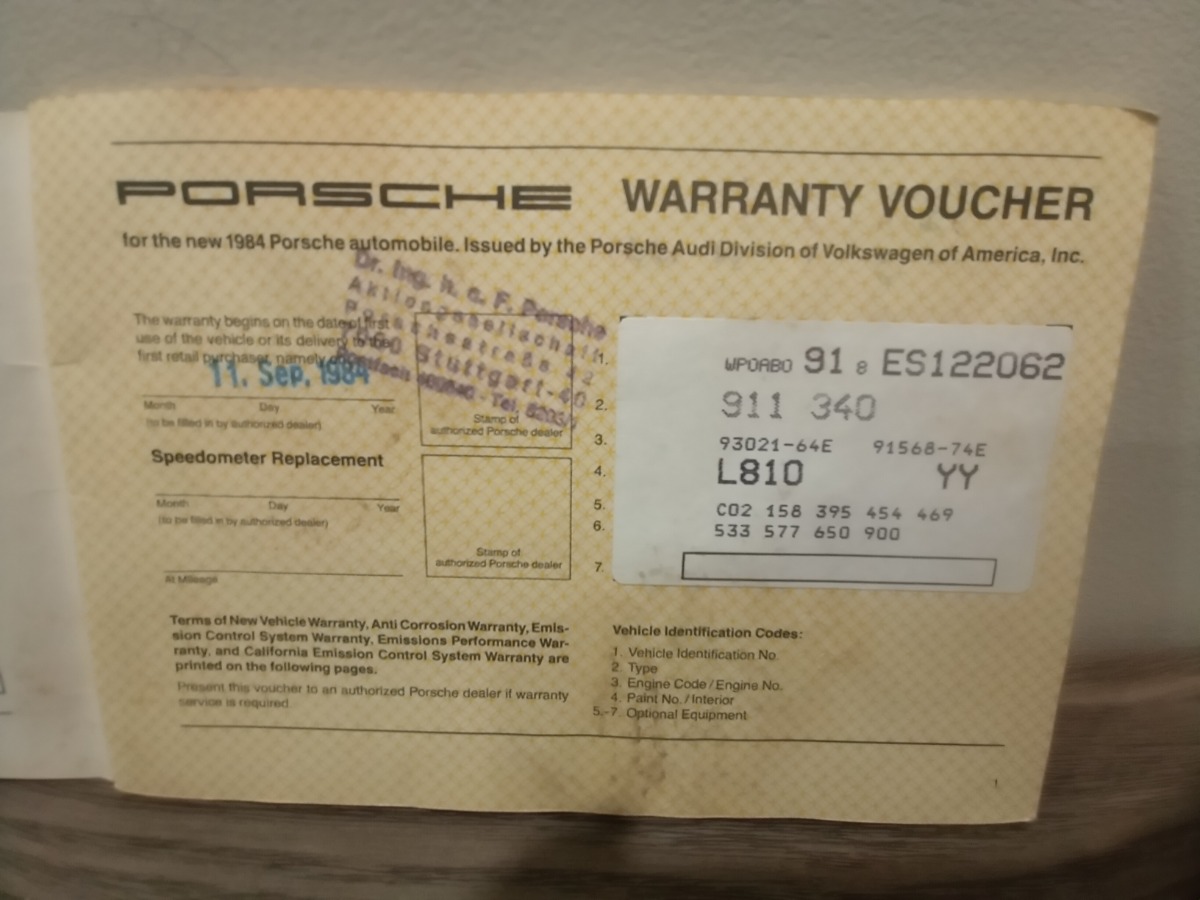 PORSCHE WARRANTY VOUCHER
for the new 1984 Porsche automobile. Issued by the Porsche Audi Division of Volkswagen of America, Inc.
Dr. Ing. h. c. F. Porsche
Aktiengesellschaft
Stuttgart-40
The warranty begins on the date of first
use of the vehicle or its delivery to the
first retail purchaser, namely on
11. Sep. 1984
Month Day Year
(to be filled in by authorized dealer)
Stamp of
authorized Porsche dealer
Speedometer Replacement
Month Day Year
(to be filled in by authorized dealer)
At Mileage
Stamp of
authorized Porsche dealer
1. WPOABO 91 8 ES122062
2. 911 340
3. 93021-64E 91568-74E
4. L810 YY
5. C02 158 395 454 469
6. 533 577 650 900
7.
Terms of New Vehicle Warranty, Anti Corrosion Warranty, Emis-
sion Control System Warranty, Emissions Performance War-
ranty, and California Emission Control System Warranty are
printed on the following pages.
Present this voucher to an authorized Porsche dealer if warranty
service is required.
Vehicle Identification Codes:
1. Vehicle Identification No.
2. Type
3. Engine Code/Engine No.
4. Paint No./Interior
5.-7. Optional Equipment
1